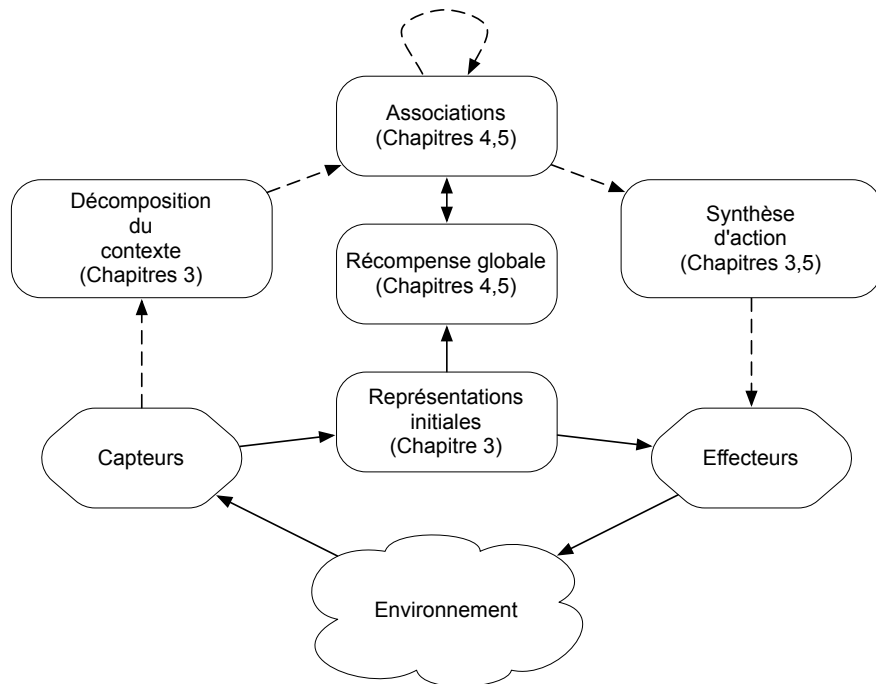 Associations
(Chapitres 4,5)
Décomposition
du
contexte
(Chapitres 3)
Synthèse
d'action
(Chapitres 3,5)
Récompense globale
(Chapitres 4,5)
Représentations
initiales
(Chapitre 3)
Capteurs
Effecteurs
Environnement